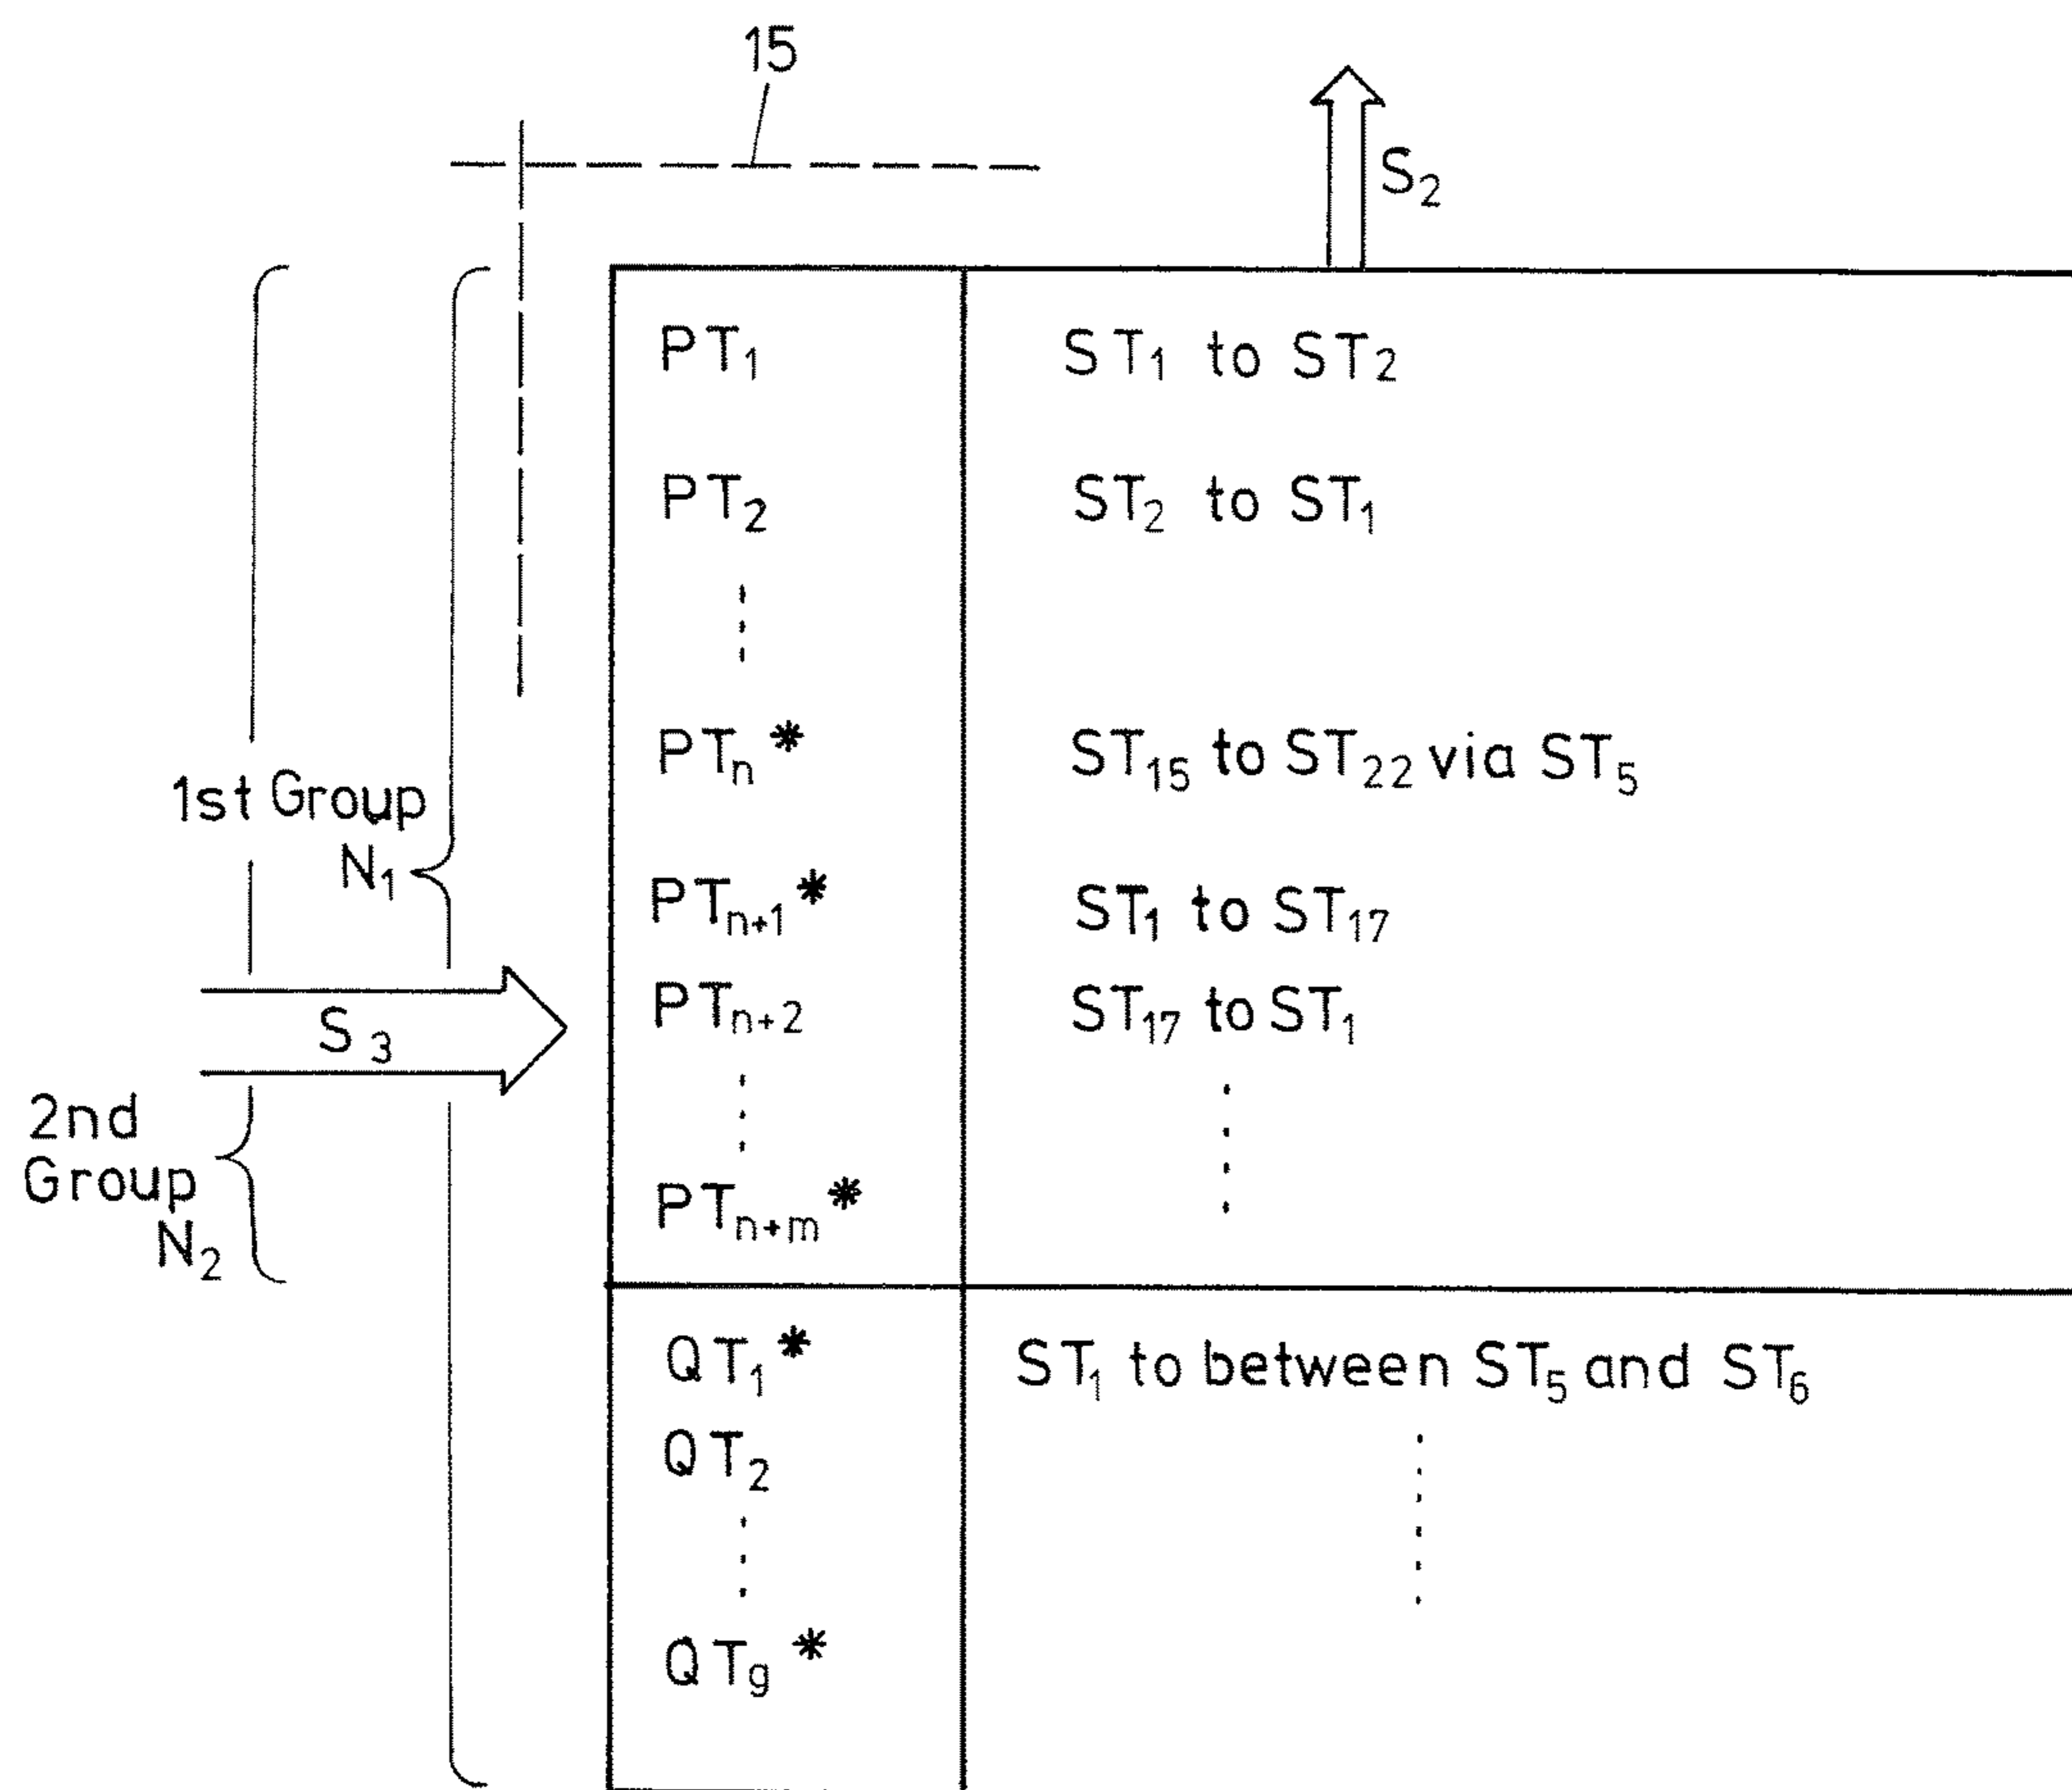 15
S₂
PT₁ ST₁ to ST₂
PT₂ ST₂ to ST₁
PTₙ* ST₁₅ to ST₂₂ via ST₅
1st Group
N₁
PTₙ₊₁* ST₁ to ST₁₇
PTₙ₊₂ ST₁₇ to ST₁
S₃
2nd
Group
N₂
PTₙ₊ₘ*
QT₁* ST₁ to between ST₅ and ST₆
QT₂
QTg*